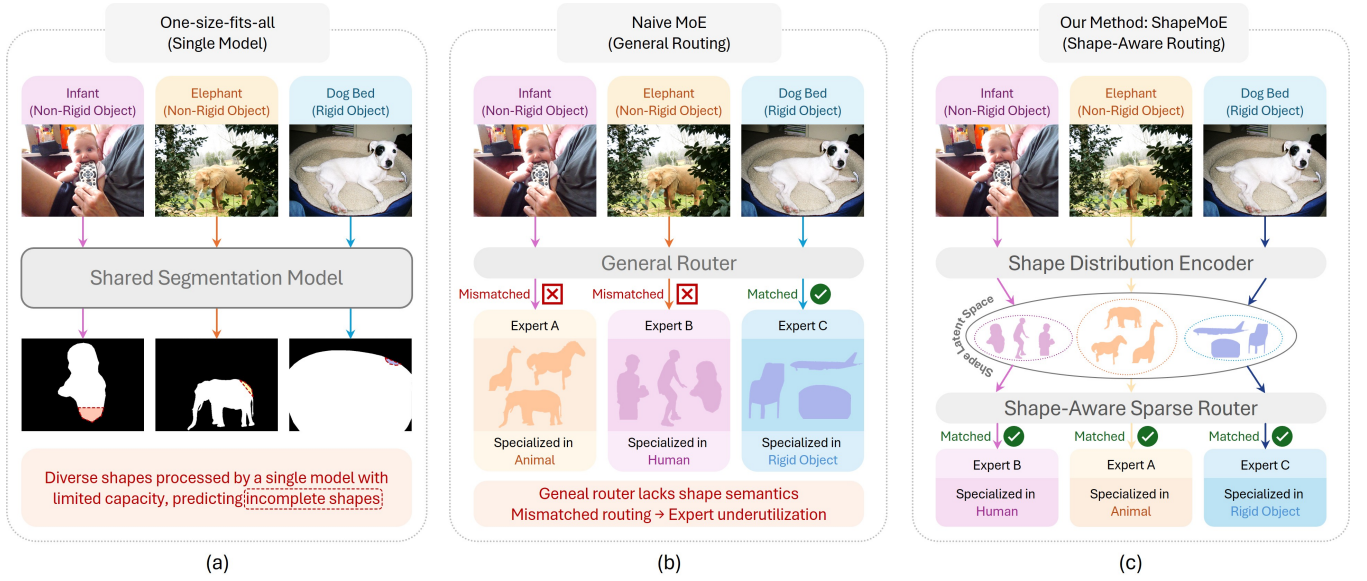 One-size-fits-all
(Single Model)
Infant
(Non-Rigid Object)
Elephant
(Non-Rigid Object)
Dog Bed
(Rigid Object)
Shared Segmentation Model
Diverse shapes processed by a single model with
limited capacity, predicting incomplete shapes
(a)
Naive MoE
(General Routing)
Infant
(Non-Rigid Object)
Elephant
(Non-Rigid Object)
Dog Bed
(Rigid Object)
General Router
Mismatched
Mismatched
Matched
Expert A
Expert B
Expert C
Specialized in
Animal
Specialized in
Human
Specialized in
Rigid Object
Geneal router lacks shape semantics
Mismatched routing → Expert underutilization
(b)
Our Method: ShapeMoE
(Shape-Aware Routing)
Infant
(Non-Rigid Object)
Elephant
(Non-Rigid Object)
Dog Bed
(Rigid Object)
Shape Distribution Encoder
Shape Latent Space
Shape-Aware Sparse Router
Matched
Matched
Matched
Expert B
Expert A
Expert C
Specialized in
Human
Specialized in
Animal
Specialized in
Rigid Object
(c)